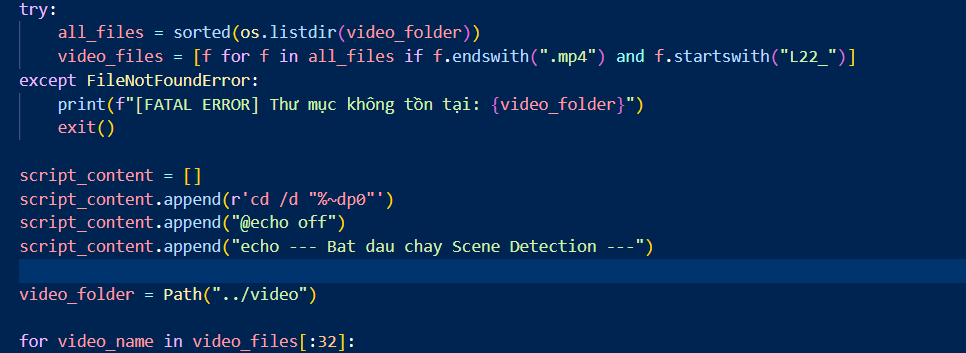 try:
    all_files = sorted(os.listdir(video_folder))
    video_files = [f for f in all_files if f.endswith(".mp4") and f.startswith("L22_")]
except FileNotFoundError:
    print(f"[FATAL ERROR] Thư mục không tồn tại: {video_folder}")
    exit()
script_content = []
script_content.append(r'cd /d "%~dp0"')
script_content.append("@echo off")
script_content.append("echo --- Bat dau chay Scene Detection ---")
video_folder = Path("../video")
for video_name in video_files[:32]: